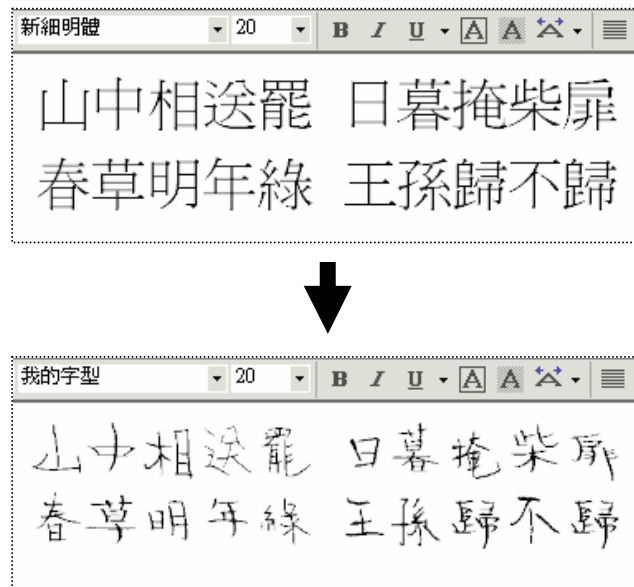 新細明體 20 B I U A A A
山中相送罷 日暮掩柴扉
春草明年綠 王孫歸不歸
我的字型 20 B I U A A A
山中相送罷 日暮掩柴扉
春草明年綠 王孫歸不歸